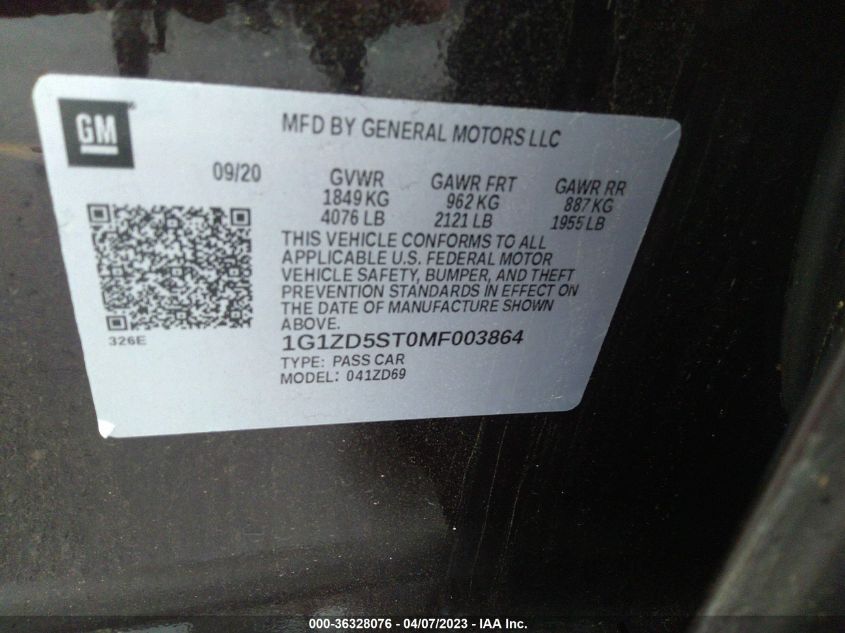 GM
MFD BY GENERAL MOTORS LLC
09/20
GVWR GAWR FRT GAWR RR
1849 KG 962 KG 887 KG
4076 LB 2121 LB 1955 LB
THIS VEHICLE CONFORMS TO ALL
APPLICABLE U.S. FEDERAL MOTOR
VEHICLE SAFETY, BUMPER, AND THEFT
PREVENTION STANDARDS IN EFFECT ON
THE DATE OF MANUFACTURE SHOWN
ABOVE.
326E
1G1ZD5ST0MF003864
TYPE: PASS CAR
MODEL: 041ZD69
000-36328076 - 04/07/2023 - IAA Inc.